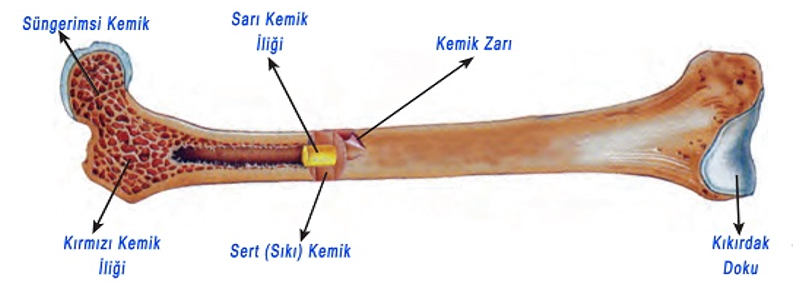 Süngerimsi Kemik
Sarı Kemik
İliği
Kemik Zarı
Kırmızı Kemik
İliği
Sert (Sıkı) Kemik
Kıkırdak
Doku